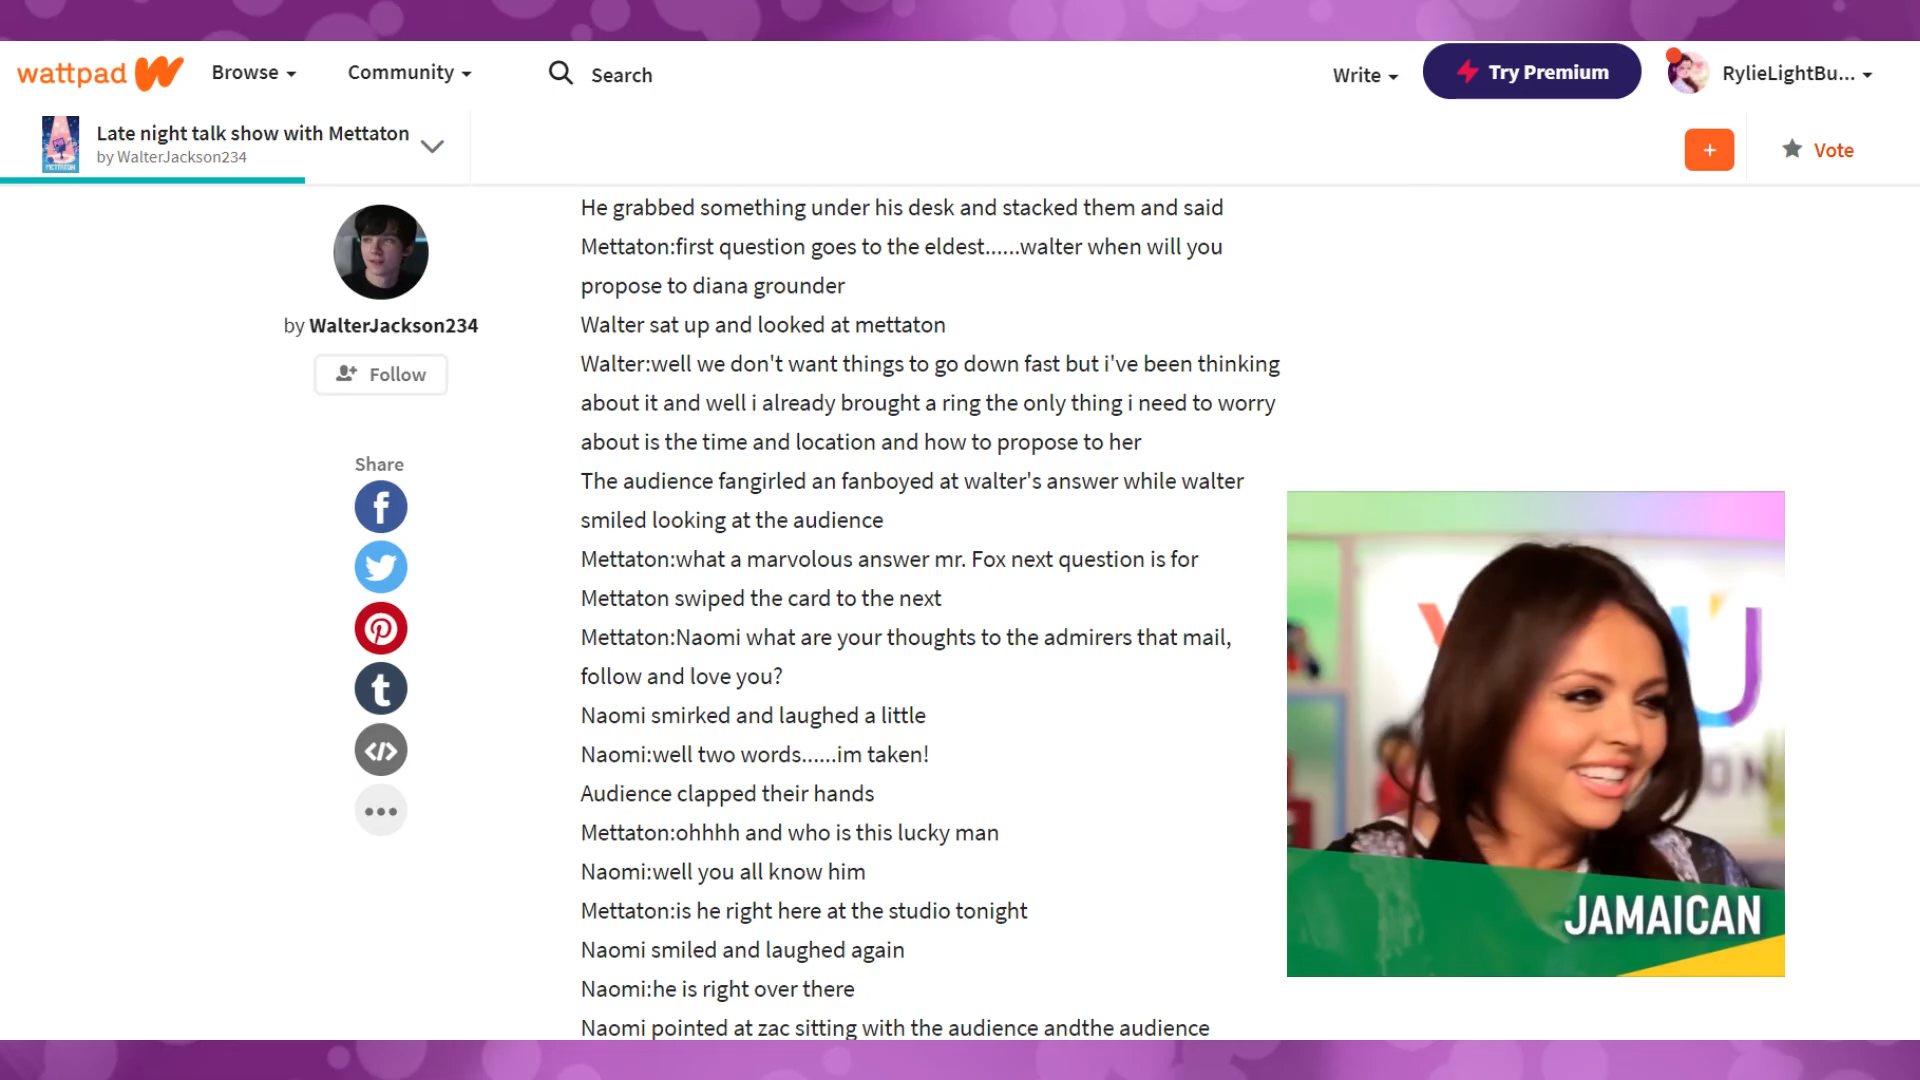 wattpad
Browse
Community
Search
Write
Try Premium
RylieLightBu...
Late night talk show with Mettaton
by WalterJackson234
+
Vote
by WalterJackson234
Follow
Share
He grabbed something under his desk and stacked them and said
Mettaton:first question goes to the eldest......walter when will you
propose to diana grounder
Walter sat up and looked at mettaton
Walter:well we don't want things to go down fast but i've been thinking
about it and well i already brought a ring the only thing i need to worry
about is the time and location and how to propose to her
The audience fangirled an fanboyed at walter's answer while walter
smiled looking at the audience
Mettaton:what a marvolous answer mr. Fox next question is for
Mettaton swiped the card to the next
Mettaton:Naomi what are your thoughts to the admirers that mail,
follow and love you?
Naomi smirked and laughed a little
Naomi:well two words......im taken!
Audience clapped their hands
Mettaton:ohhhh and who is this lucky man
Naomi:well you all know him
Mettaton:is he right here at the studio tonight
Naomi smiled and laughed again
Naomi:he is right over there
Naomi pointed at zac sitting with the audience andthe audience
JAMAICAN